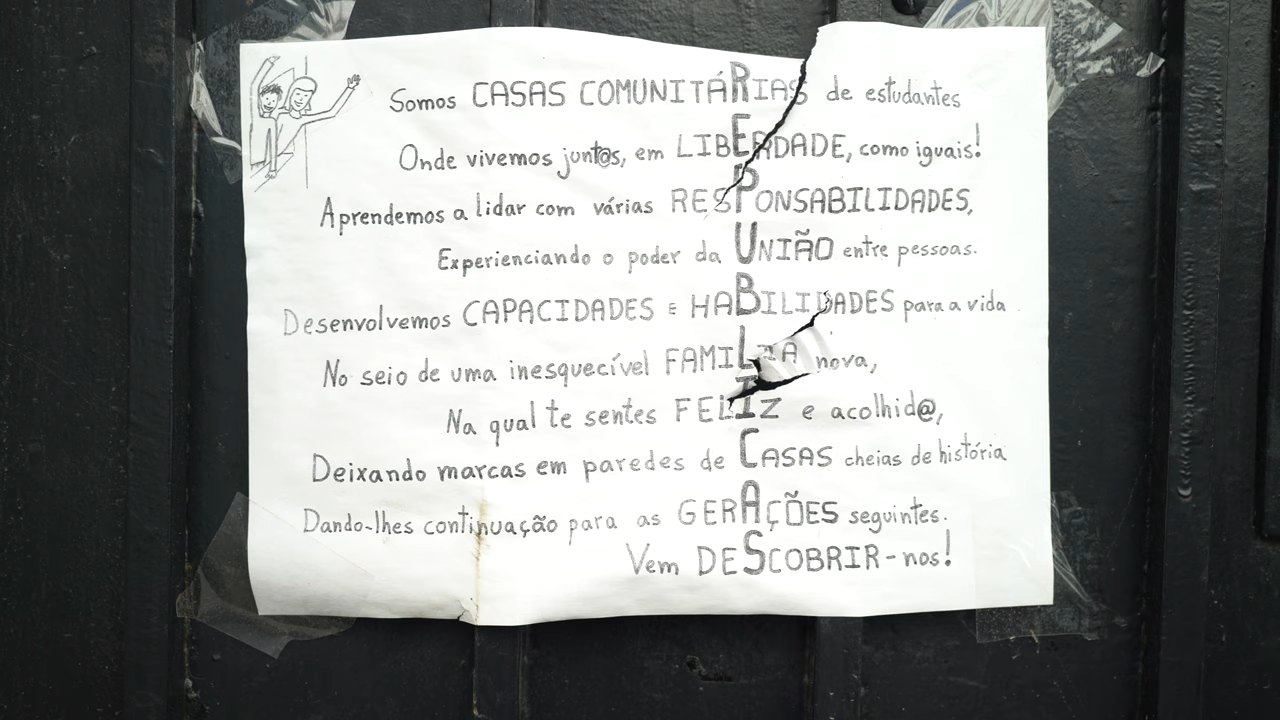 Somos CASAS COMUNITÁRIAS de estudantes
Onde vivemos junt@s, em LIBERDADE, como iguais!
Aprendemos a lidar com várias RESPONSABILIDADES,
Experienciando o poder da UNIÃO entre pessoas.
Desenvolvemos CAPACIDADES E HABILIDADES para a vida
No seio de uma inesquecível FAMILIA nova,
Na qual te sentes FELIZ e acolhid@,
Deixando marcas em paredes de CASAS cheias de história
Dando-lhes continuação para as GERAÇÕES seguintes.
Vem DESCOBRIR-nos!